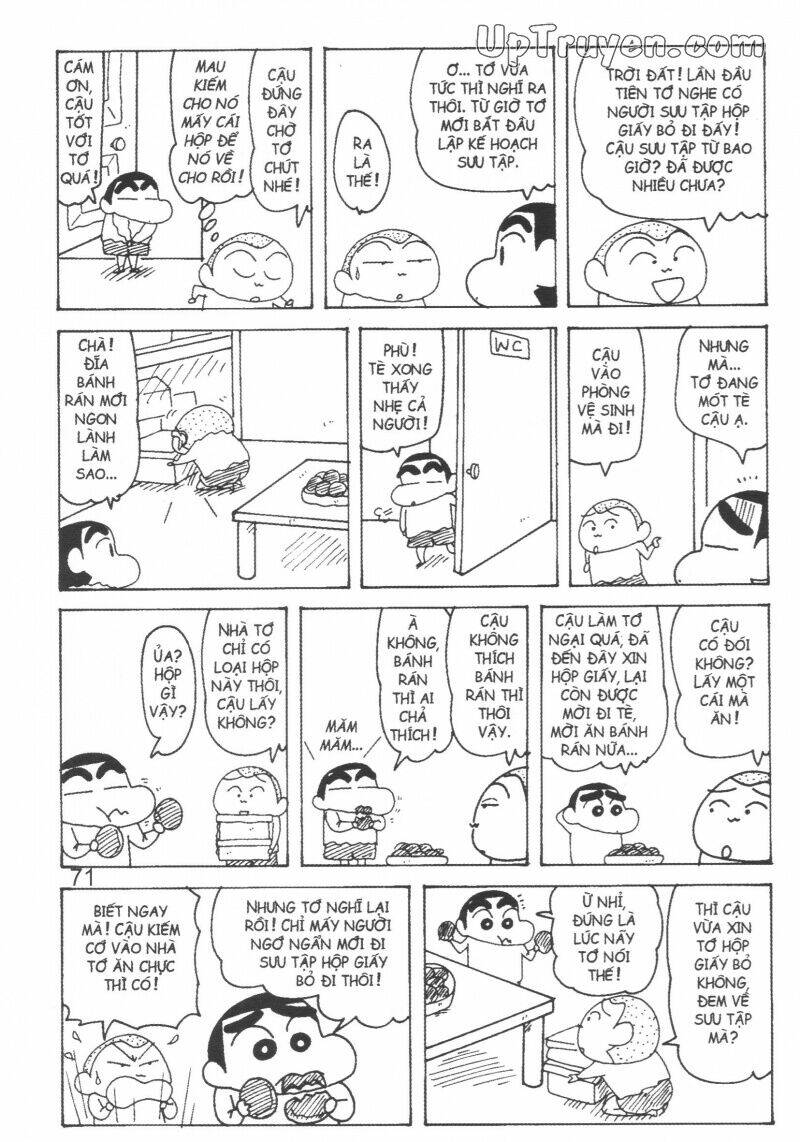 UpTruyen.com
TRỜI ĐẤT! LẦN ĐẦU
TIÊN TỚ NGHE CÓ
NGƯỜI SƯU TẬP HỘP
GIẤY BỎ ĐI ĐẤY!
CẬU SƯU TẬP TỪ BAO
GIỜ? ĐÃ ĐƯỢC
NHIỀU CHƯA?
Ơ... TỚ VỪA
TỨC THÌ NGHĨ RA
THÔI. TỪ GIỜ TỚ
MỚI BẮT ĐẦU
LẬP KẾ HOẠCH
SƯU TẬP.
RA
LÀ
THẾ!
CẬU
ĐỨNG
ĐÂY
CHỜ
TỚ
CHÚT
NHÉ!
MAU
KIẾM
CHO NÓ
MẤY CÁI
HỘP ĐỂ
NÓ VỀ
CHO RỒI!
CÁM
ƠN,
CẬU
TỐT
VỚI
TỚ
QUÁ!
NHƯNG
MÀ...
TỚ ĐANG
MÓT TÈ
CẬU Ạ.
CẬU
VÀO
PHÒNG
VỆ SINH
MÀ ĐI!
WC
PHÙ!
TÈ XONG
THẤY
NHẸ CẢ
NGƯỜI!
CHÀ!
ĐĨA
BÁNH
RÁN MỚI
NGON
LÀNH
LÀM
SAO...
CẬU
CÓ ĐÓI
KHÔNG?
LẤY MỘT
CÁI MÀ
ĂN!
CẬU LÀM TỚ
NGẠI QUÁ, ĐÃ
ĐẾN ĐÂY XIN
HỘP GIẤY, LẠI
CÒN ĐƯỢC
MỜI ĐI TÈ,
MỜI ĂN BÁNH
RÁN NỮA...
CẬU
KHÔNG
THÍCH
BÁNH
RÁN THÌ
THÔI
VẬY.
À
KHÔNG,
BÁNH
RÁN
THÌ AI
CHẢ
THÍCH!
MĂM
MĂM...
NHÀ TỚ
CHỈ CÓ
LOẠI HỘP
NÀY THÔI,
CẬU LẤY
KHÔNG?
ỦA?
HỘP
GÌ
VẬY?
71
THÌ CẬU
VỪA XIN
TỚ HỘP
GIẤY BỎ
KHÔNG,
ĐEM VỀ
SƯU TẬP
MÀ?
Ừ NHỈ,
ĐÚNG LÀ
LÚC NÃY
TỚ NÓI
THẾ!
NHƯNG TỚ NGHĨ LẠI
RỒI! CHỈ MẤY NGƯỜI
NGỚ NGẨN MỚI ĐI
SƯU TẬP HỘP GIẤY
BỎ ĐI THÔI!
BIẾT NGAY
MÀ! CẬU KIẾM
CỚ VÀO NHÀ
TỚ ĂN CHỰC
THÌ CÓ!